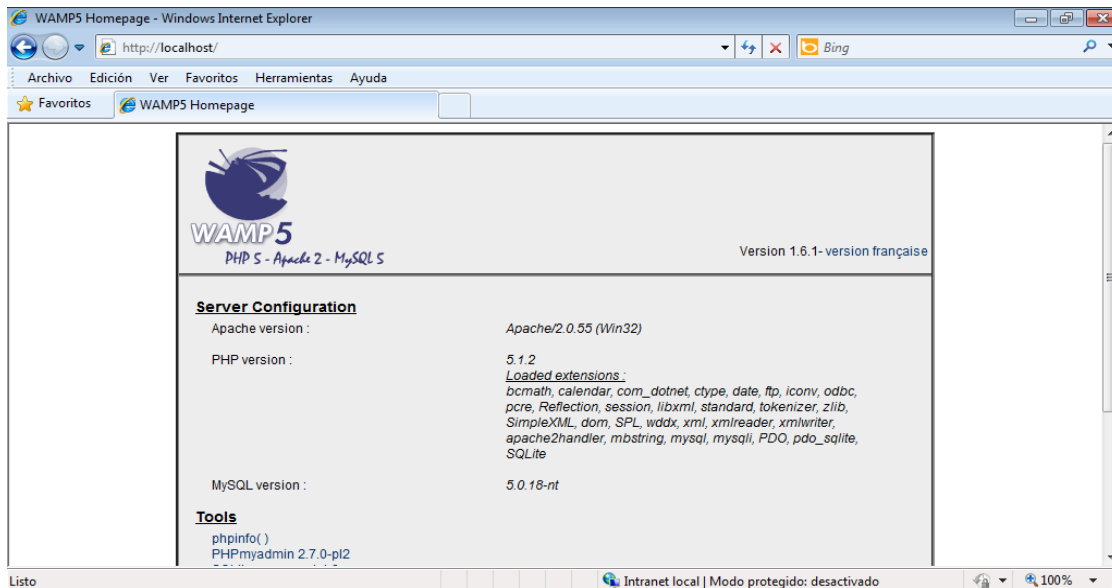 WAMP5 Homepage - Windows Internet Explorer
http://localhost/
Bing
Archivo Edición Ver Favoritos Herramientas Ayuda
Favoritos WAMP5 Homepage
WAMP5
PHP 5 - Apache 2 - MySQL 5
Version 1.6.1- version française
Server Configuration
Apache version : Apache/2.0.55 (Win32)
PHP version : 5.1.2
Loaded extensions :
bcmath, calendar, com_dotnet, ctype, date, ftp, iconv, odbc,
pcre, Reflection, session, libxml, standard, tokenizer, zlib,
SimpleXML, dom, SPL, wddx, xml, xmlreader, xmlwriter,
apache2handler, mbstring, mysql, mysqli, PDO, pdo_sqlite,
SQLite
MySQL version : 5.0.18-nt
Tools
phpinfo( )
PHPmyadmin 2.7.0-pl2
Listo Intranet local | Modo protegido: desactivado 100%